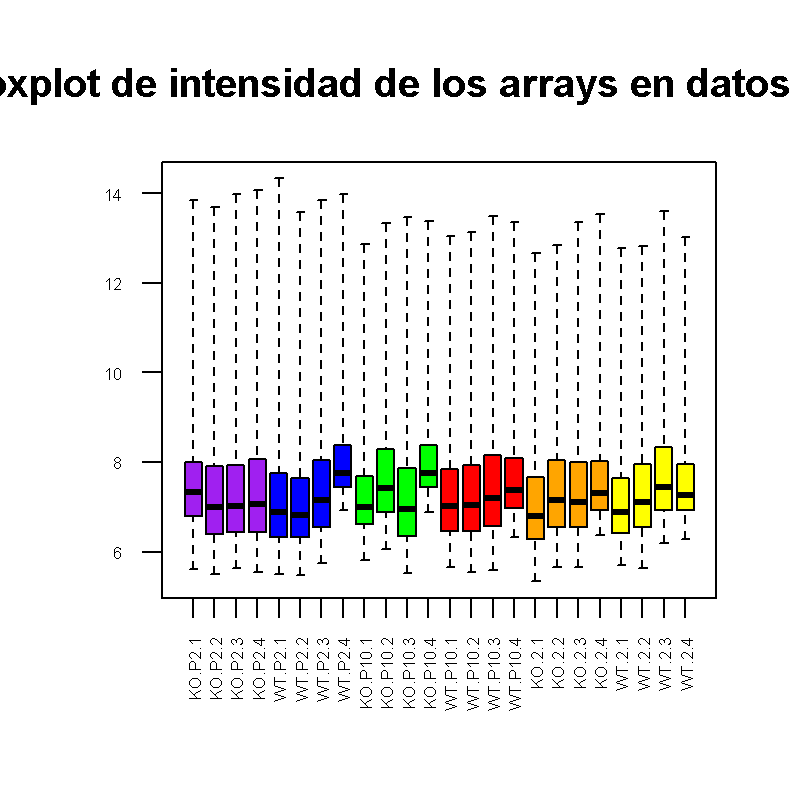 oxplot de intensidad de los arrays en datos
14
12
10
8
6
KO.P2.1
KO.P2.2
KO.P2.3
KO.P2.4
WT.P2.1
WT.P2.2
WT.P2.3
WT.P2.4
KO.P10.1
KO.P10.2
KO.P10.3
KO.P10.4
WT.P10.1
WT.P10.2
WT.P10.3
WT.P10.4
KO.2.1
KO.2.2
KO.2.3
KO.2.4
WT.2.1
WT.2.2
WT.2.3
WT.2.4